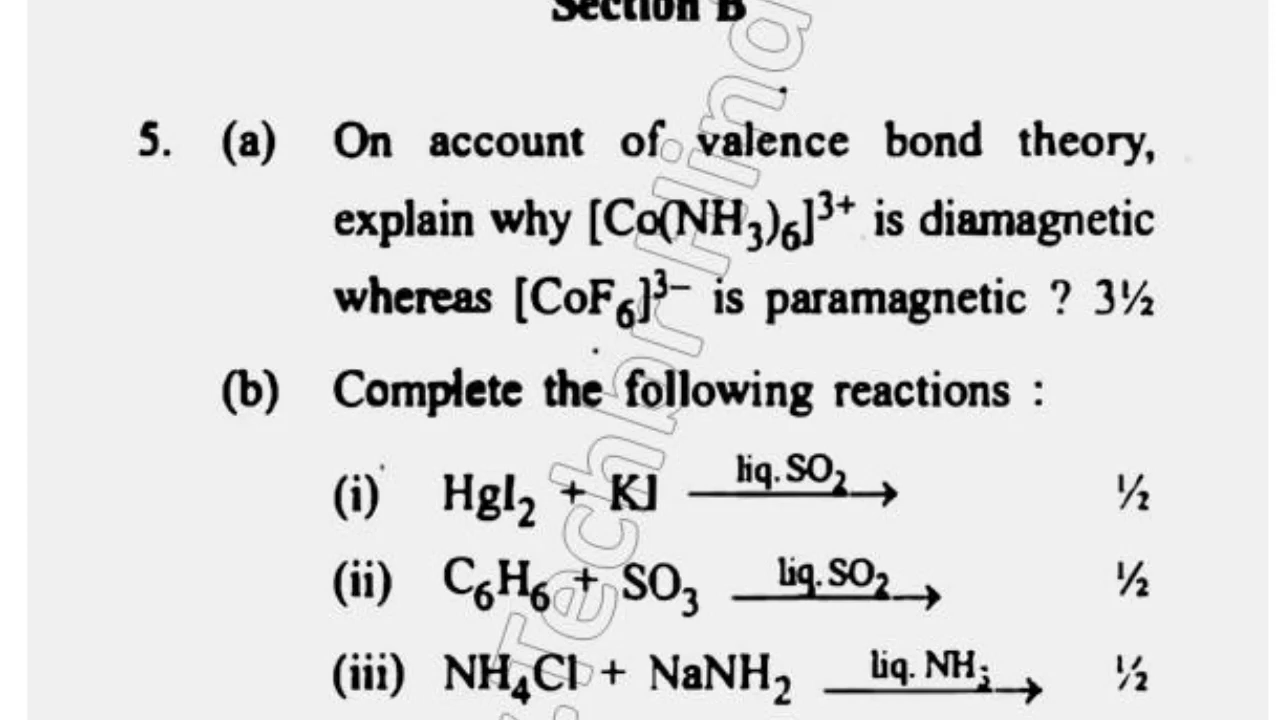 Section B
5. (a) On account of valence bond theory,
explain why [Co(NH₃)₆]³⁺ is diamagnetic
whereas [CoF₆]³⁻ is paramagnetic ? 3½
(b) Complete the following reactions :
(i) HgI₂ + KI liq. SO₂ → ½
(ii) C₆H₆ + SO₃ liq. SO₂ → ½
(iii) NH₄Cl + NaNH₂ liq. NH₃ → ½